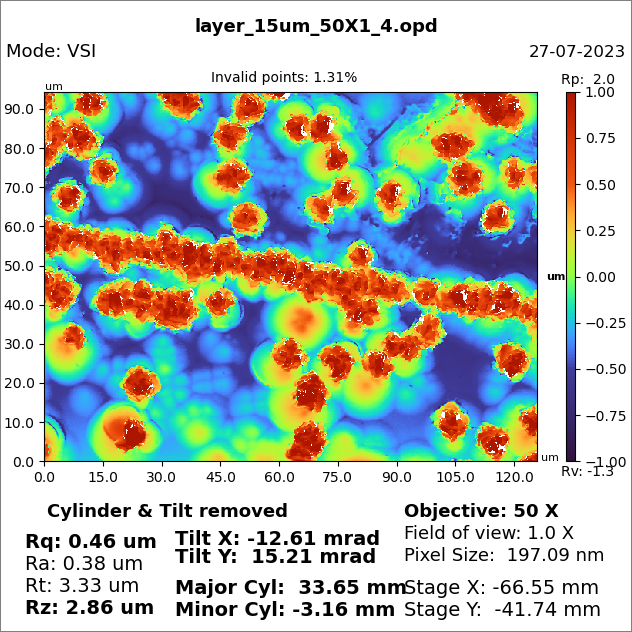 layer_15um_50X1_4.opd
Mode: VSI
27-07-2023
Invalid points: 1.31%
Rp: 2.0
um
90.0
80.0
70.0
60.0
50.0
40.0
30.0
20.0
10.0
0.0
0.0 15.0 30.0 45.0 60.0 75.0 90.0 105.0 120.0
um
1.00
0.75
0.50
0.25
um 0.00
−0.25
−0.50
−0.75
−1.00
Rv: -1.3
Cylinder & Tilt removed
Rq: 0.46 um
Ra: 0.38 um
Rt: 3.33 um
Rz: 2.86 um
Tilt X: -12.61 mrad
Tilt Y: 15.21 mrad
Major Cyl: 33.65 mm
Minor Cyl: -3.16 mm
Objective: 50 X
Field of view: 1.0 X
Pixel Size: 197.09 nm
Stage X: -66.55 mm
Stage Y: -41.74 mm